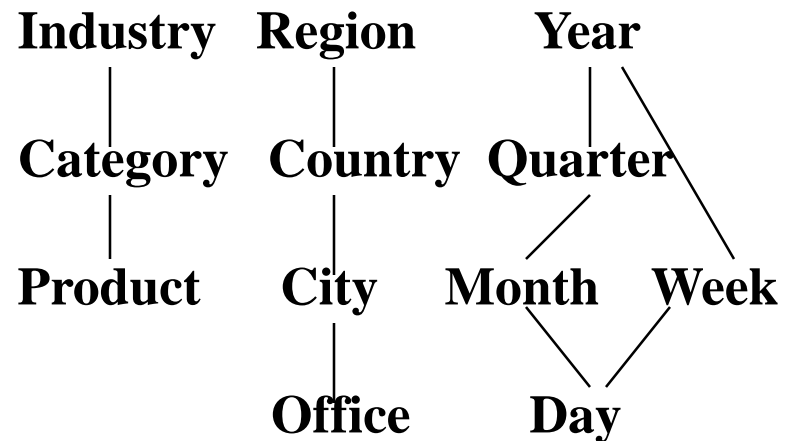 Industry Region Year
Category Country Quarter
Product City Month Week
Office Day